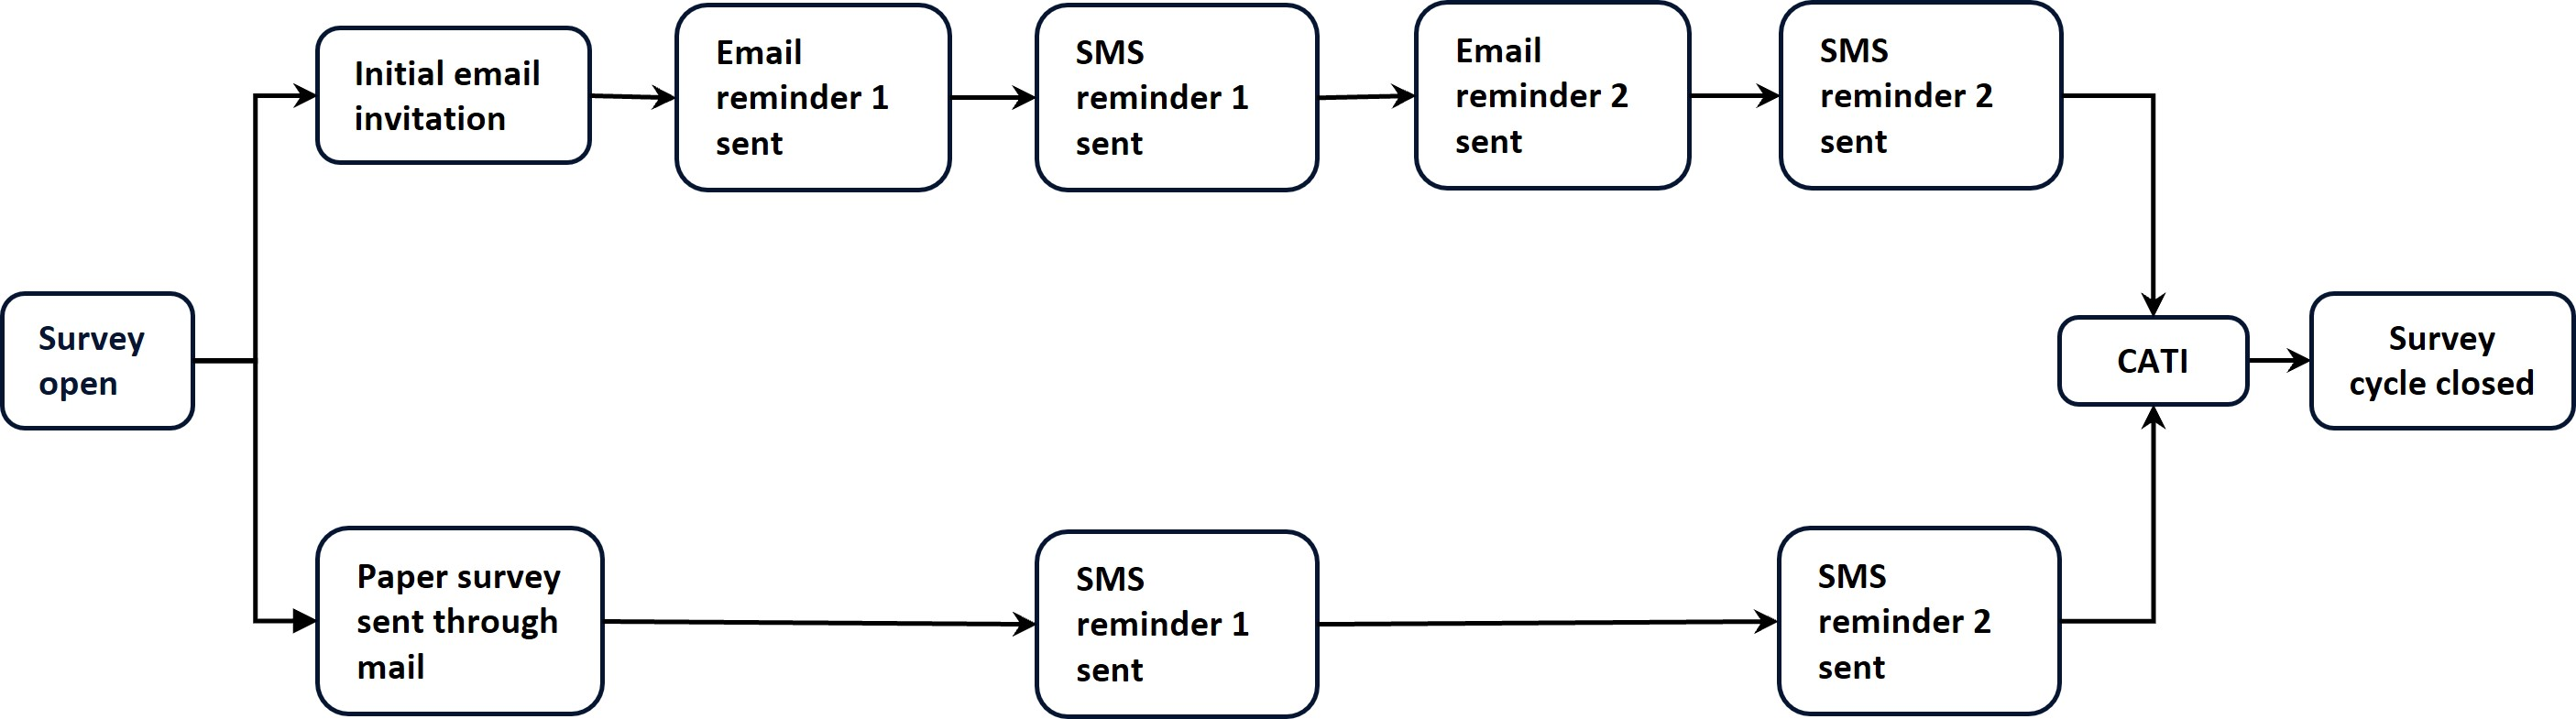 Initial email
invitation
Email
reminder 1
sent
SMS
reminder 1
sent
Email
reminder 2
sent
SMS
reminder 2
sent
Survey
open
CATI
Survey
cycle closed
Paper survey
sent through
mail
SMS
reminder 1
sent
SMS
reminder 2
sent